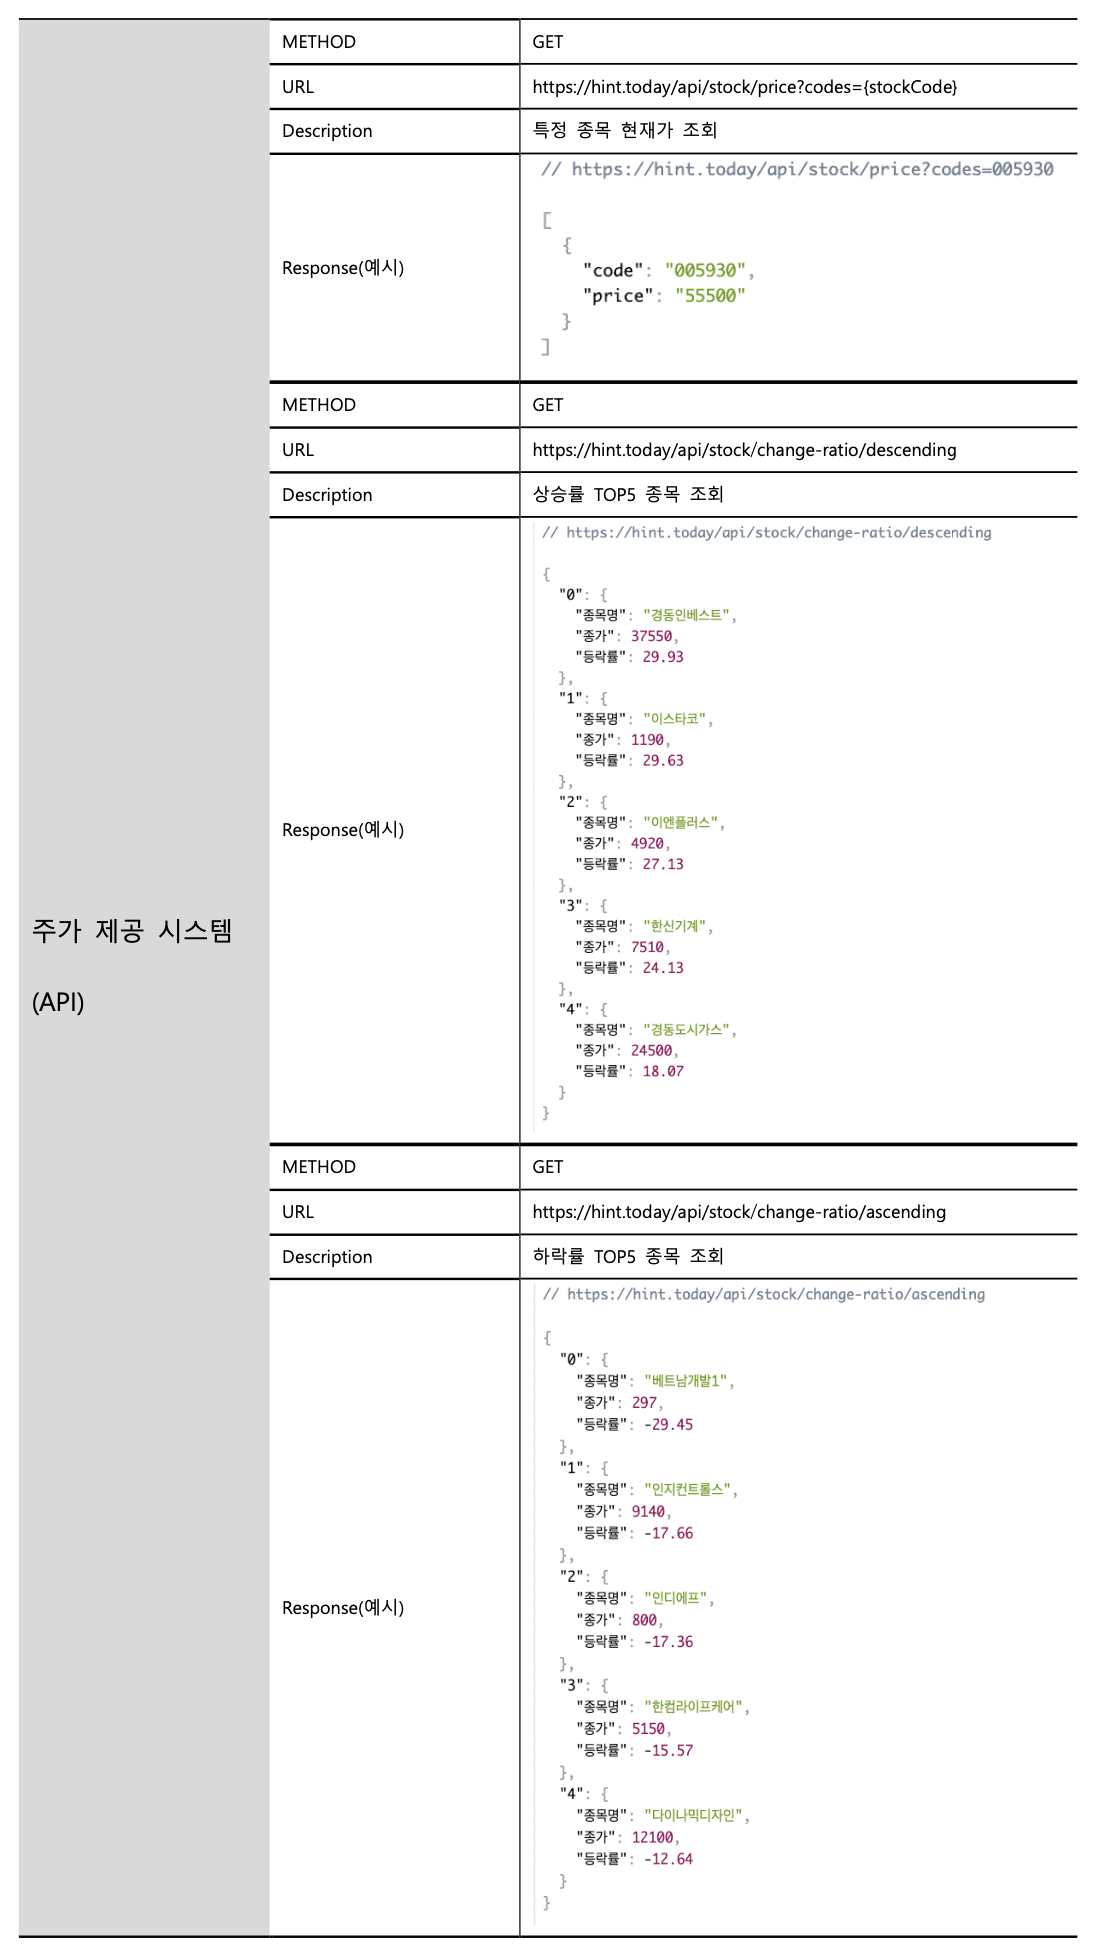 주가 제공 시스템
(API)
METHOD GET
URL https://hint.today/api/stock/price?codes={stockCode}
Description 특정 종목 현재가 조회
Response(예시)
// https://hint.today/api/stock/price?codes=005930
[
{
"code": "005930",
"price": "55500"
}
]
METHOD GET
URL https://hint.today/api/stock/change-ratio/descending
Description 상승률 TOP5 종목 조회
Response(예시)
// https://hint.today/api/stock/change-ratio/descending
{
"0": {
"종목명": "경동인베스트",
"종가": 37550,
"등락률": 29.93
},
"1": {
"종목명": "이스타코",
"종가": 1190,
"등락률": 29.63
},
"2": {
"종목명": "이엔플러스",
"종가": 4920,
"등락률": 27.13
},
"3": {
"종목명": "한신기계",
"종가": 7510,
"등락률": 24.13
},
"4": {
"종목명": "경동도시가스",
"종가": 24500,
"등락률": 18.07
}
}
METHOD GET
URL https://hint.today/api/stock/change-ratio/ascending
Description 하락률 TOP5 종목 조회
Response(예시)
// https://hint.today/api/stock/change-ratio/ascending
{
"0": {
"종목명": "베트남개발1",
"종가": 297,
"등락률": -29.45
},
"1": {
"종목명": "인지컨트롤스",
"종가": 9140,
"등락률": -17.66
},
"2": {
"종목명": "인디에프",
"종가": 800,
"등락률": -17.36
},
"3": {
"종목명": "한컴라이프케어",
"종가": 5150,
"등락률": -15.57
},
"4": {
"종목명": "다이나믹디자인",
"종가": 12100,
"등락률": -12.64
}
}